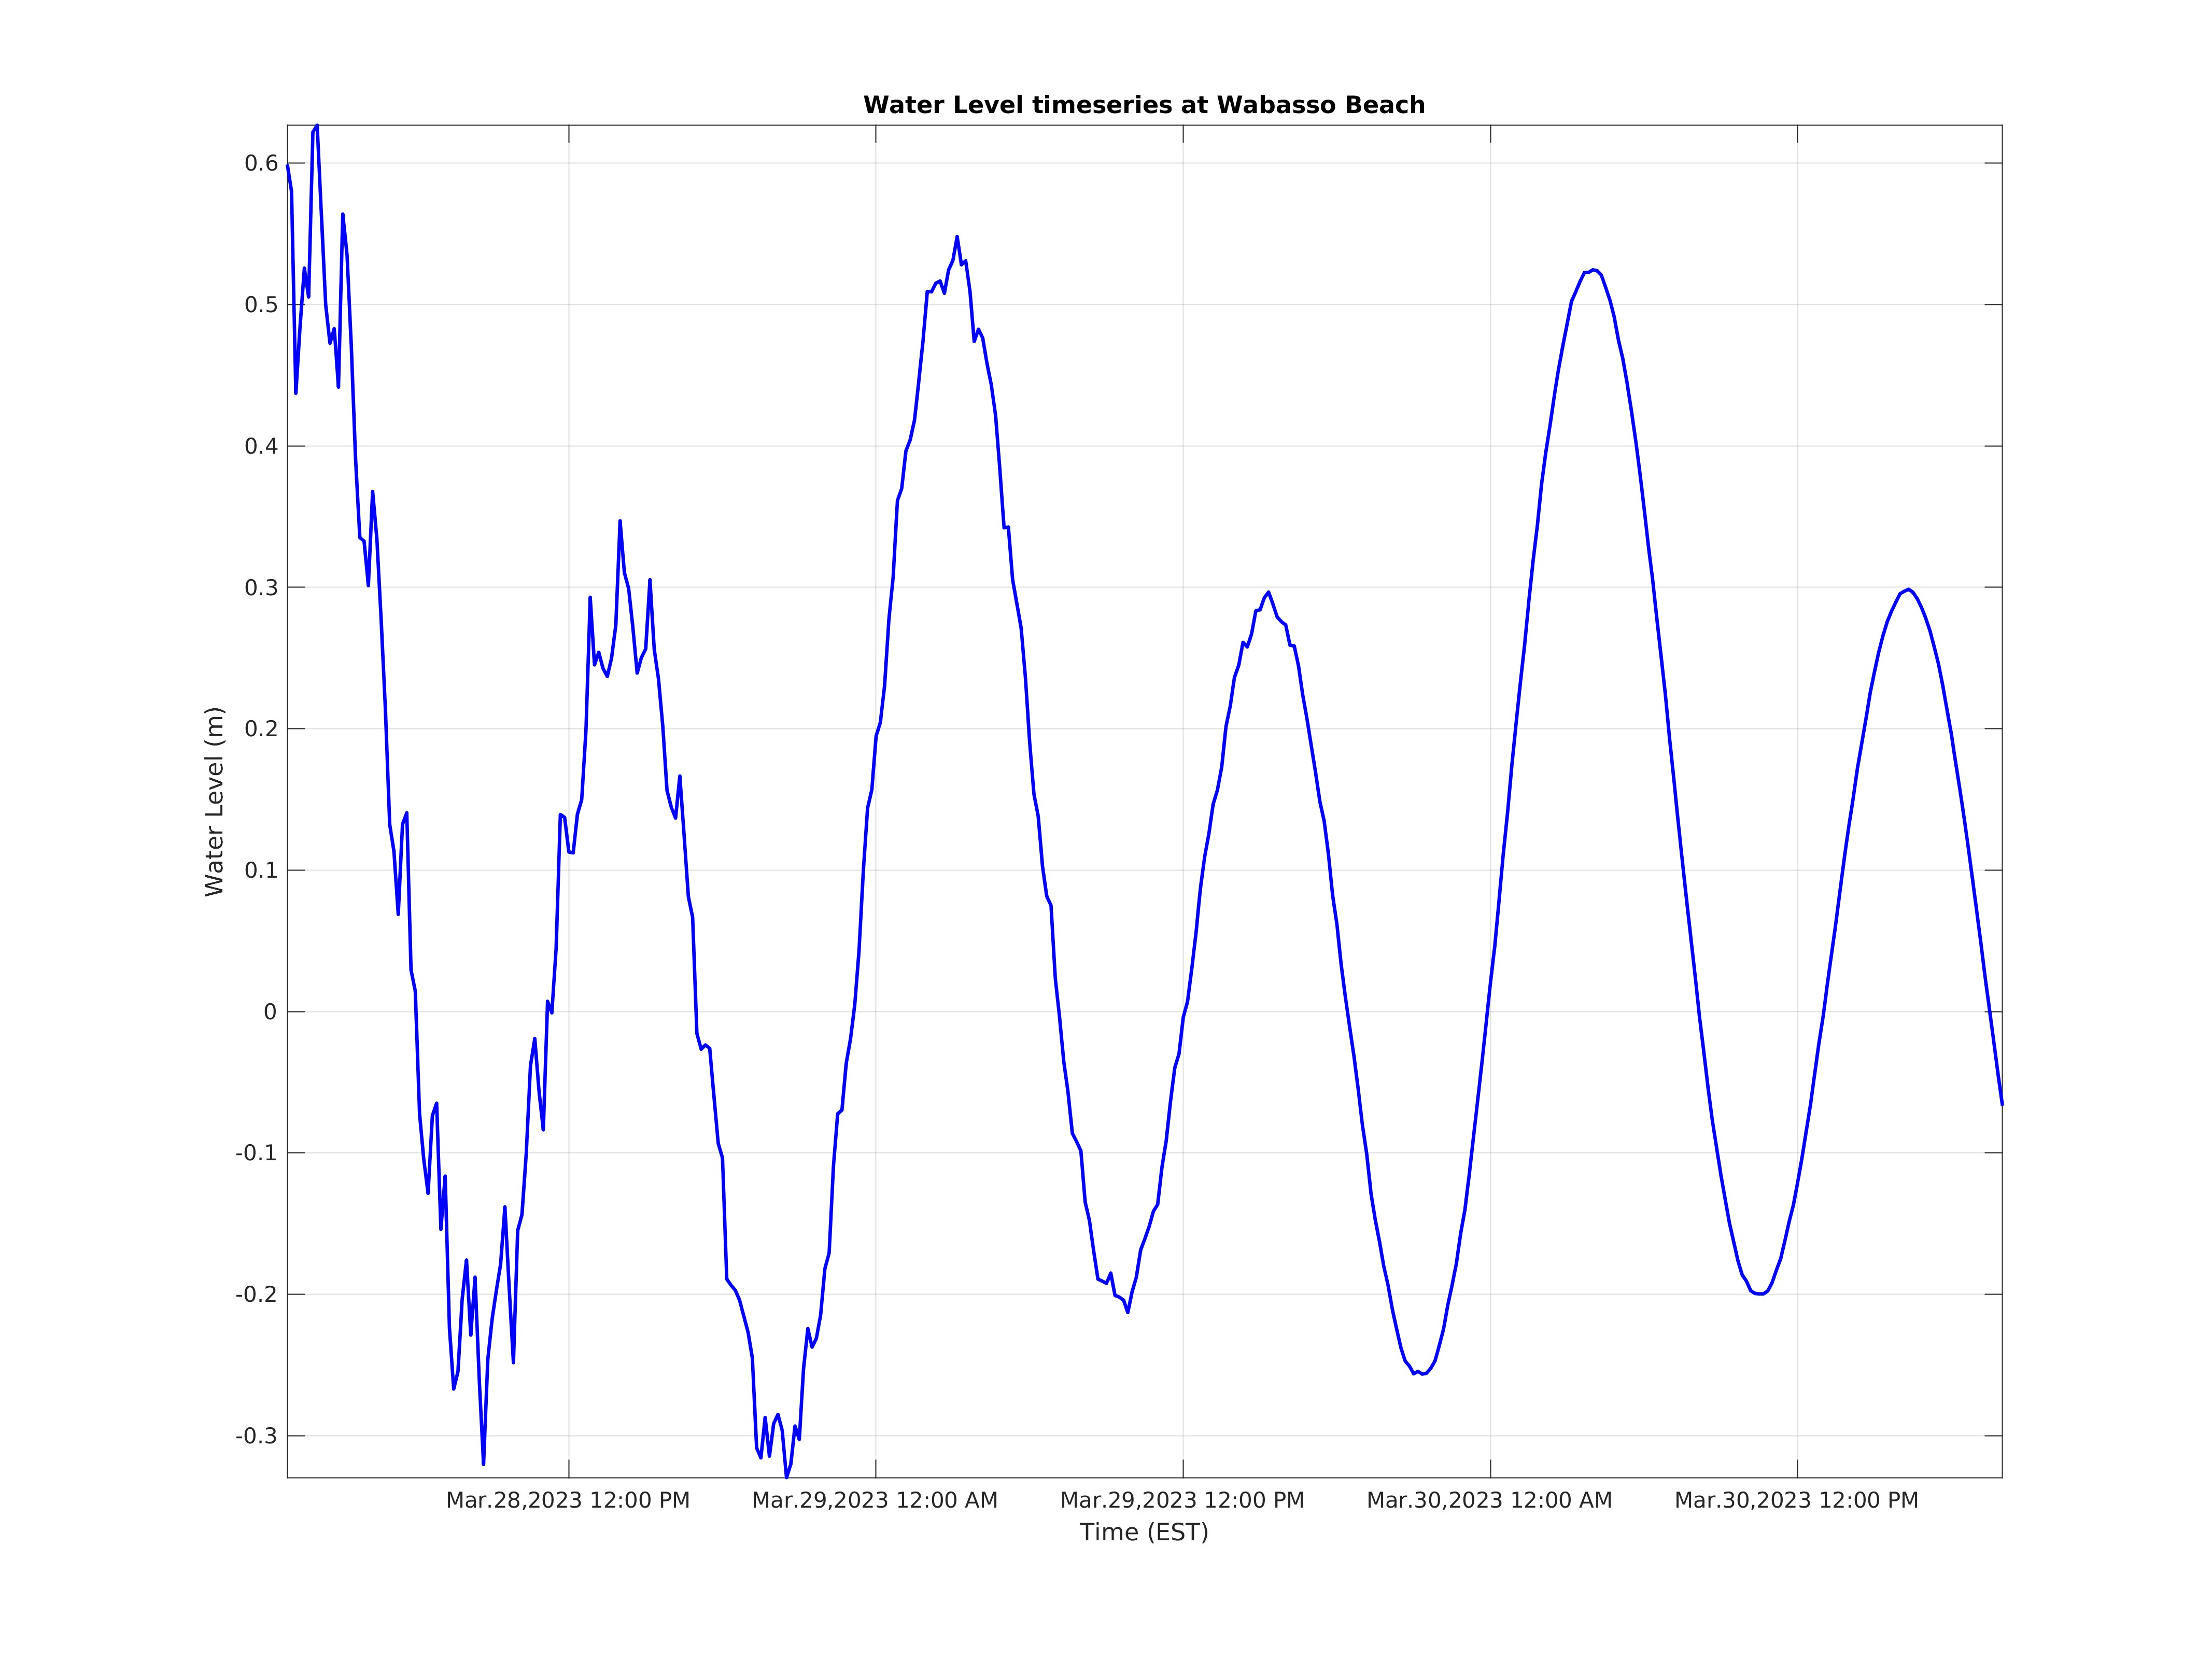 Water Level timeseries at Wabasso Beach
0.6
0.5
0.4
0.3
0.2
0.1
0
-0.1
-0.2
-0.3
Water Level (m)
Mar.28,2023 12:00 PM Mar.29,2023 12:00 AM Mar.29,2023 12:00 PM Mar.30,2023 12:00 AM Mar.30,2023 12:00 PM
Time (EST)